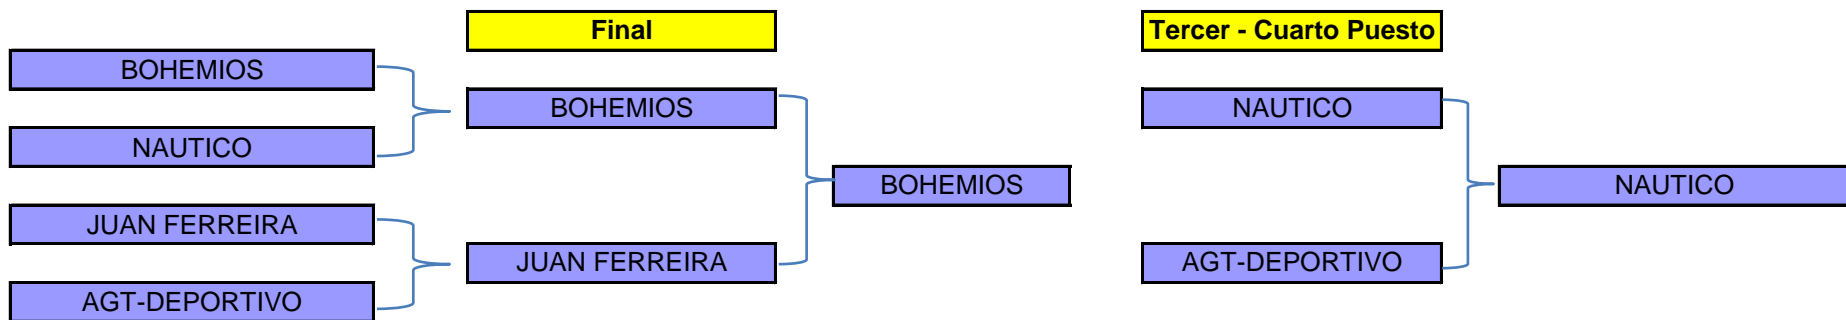 Final
Tercer - Cuarto Puesto
BOHEMIOS
BOHEMIOS
NAUTICO
NAUTICO
BOHEMIOS
NAUTICO
JUAN FERREIRA
JUAN FERREIRA
AGT-DEPORTIVO
AGT-DEPORTIVO